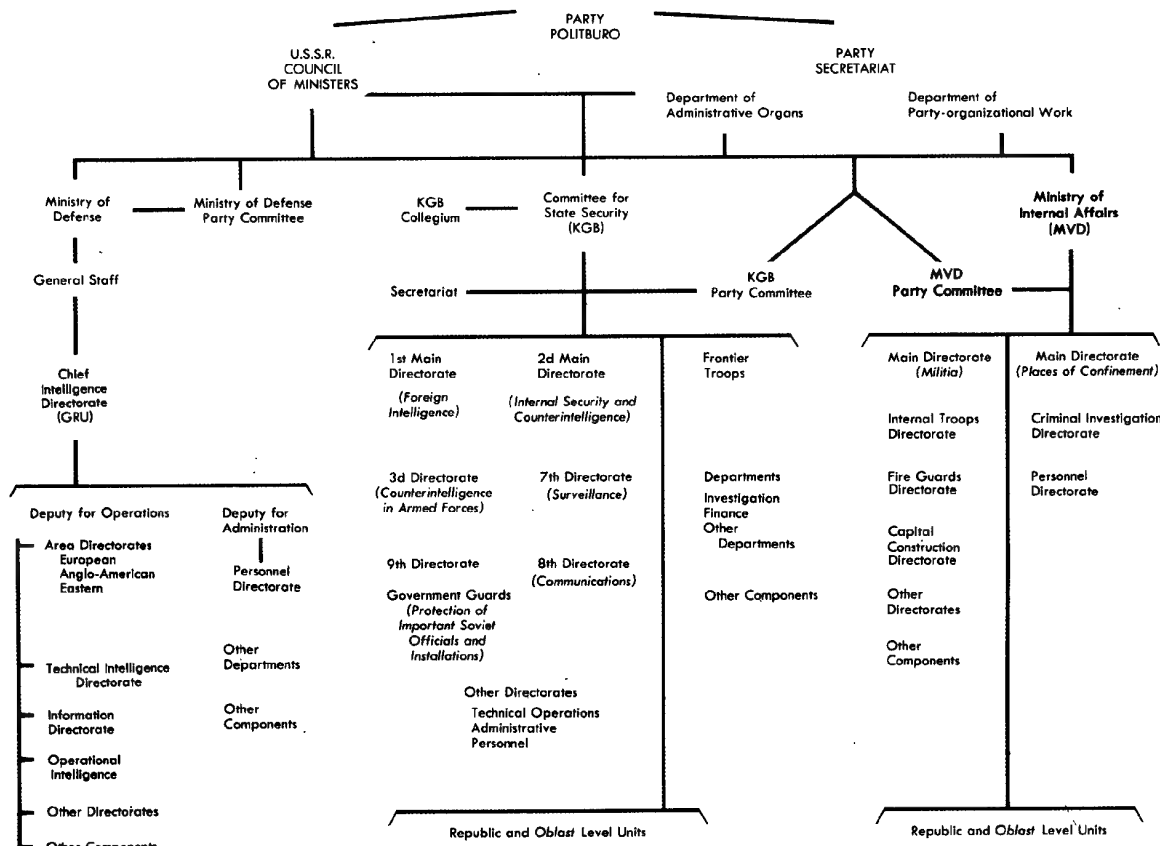 PARTY
POLITBURO
U.S.S.R.
COUNCIL
OF MINISTERS
PARTY
SECRETARIAT
Department of
Administrative Organs
Department of
Party-organizational Work
Ministry of
Defense
Ministry of Defense
Party Committee
KGB
Collegium
Committee for
State Security
(KGB)
Ministry of
Internal Affairs
(MVD)
General Staff
Secretariat
KGB
Party Committee
MVD
Party Committee
Chief
Intelligence
Directorate
(GRU)
1st Main
Directorate
(Foreign
Intelligence)
2d Main
Directorate
(Internal Security and
Counterintelligence)
Frontier
Troops
Main Directorate
(Militia)
Main Directorate
(Places of Confinement)
Internal Troops
Directorate
Criminal Investigation
Directorate
3d Directorate
(Counterintelligence
in Armed Forces)
7th Directorate
(Surveillance)
Departments
Investigation
Finance
Other
Departments
Fire Guards
Directorate
Personnel
Directorate
Deputy for Operations
Deputy for
Administration
Area Directorates
European
Anglo-American
Eastern
Personnel
Directorate
9th Directorate
Government Guards
(Protection of
Important Soviet
Officials and
Installations)
8th Directorate
(Communications)
Other Components
Capital
Construction
Directorate
Other
Directorates
Other
Components
Technical Intelligence
Directorate
Other
Departments
Information
Directorate
Other
Components
Other Directorates
Technical Operations
Administrative
Personnel
Operational
Intelligence
Other Directorates
Other Components
Republic and Oblast Level Units
Republic and Oblast Level Units